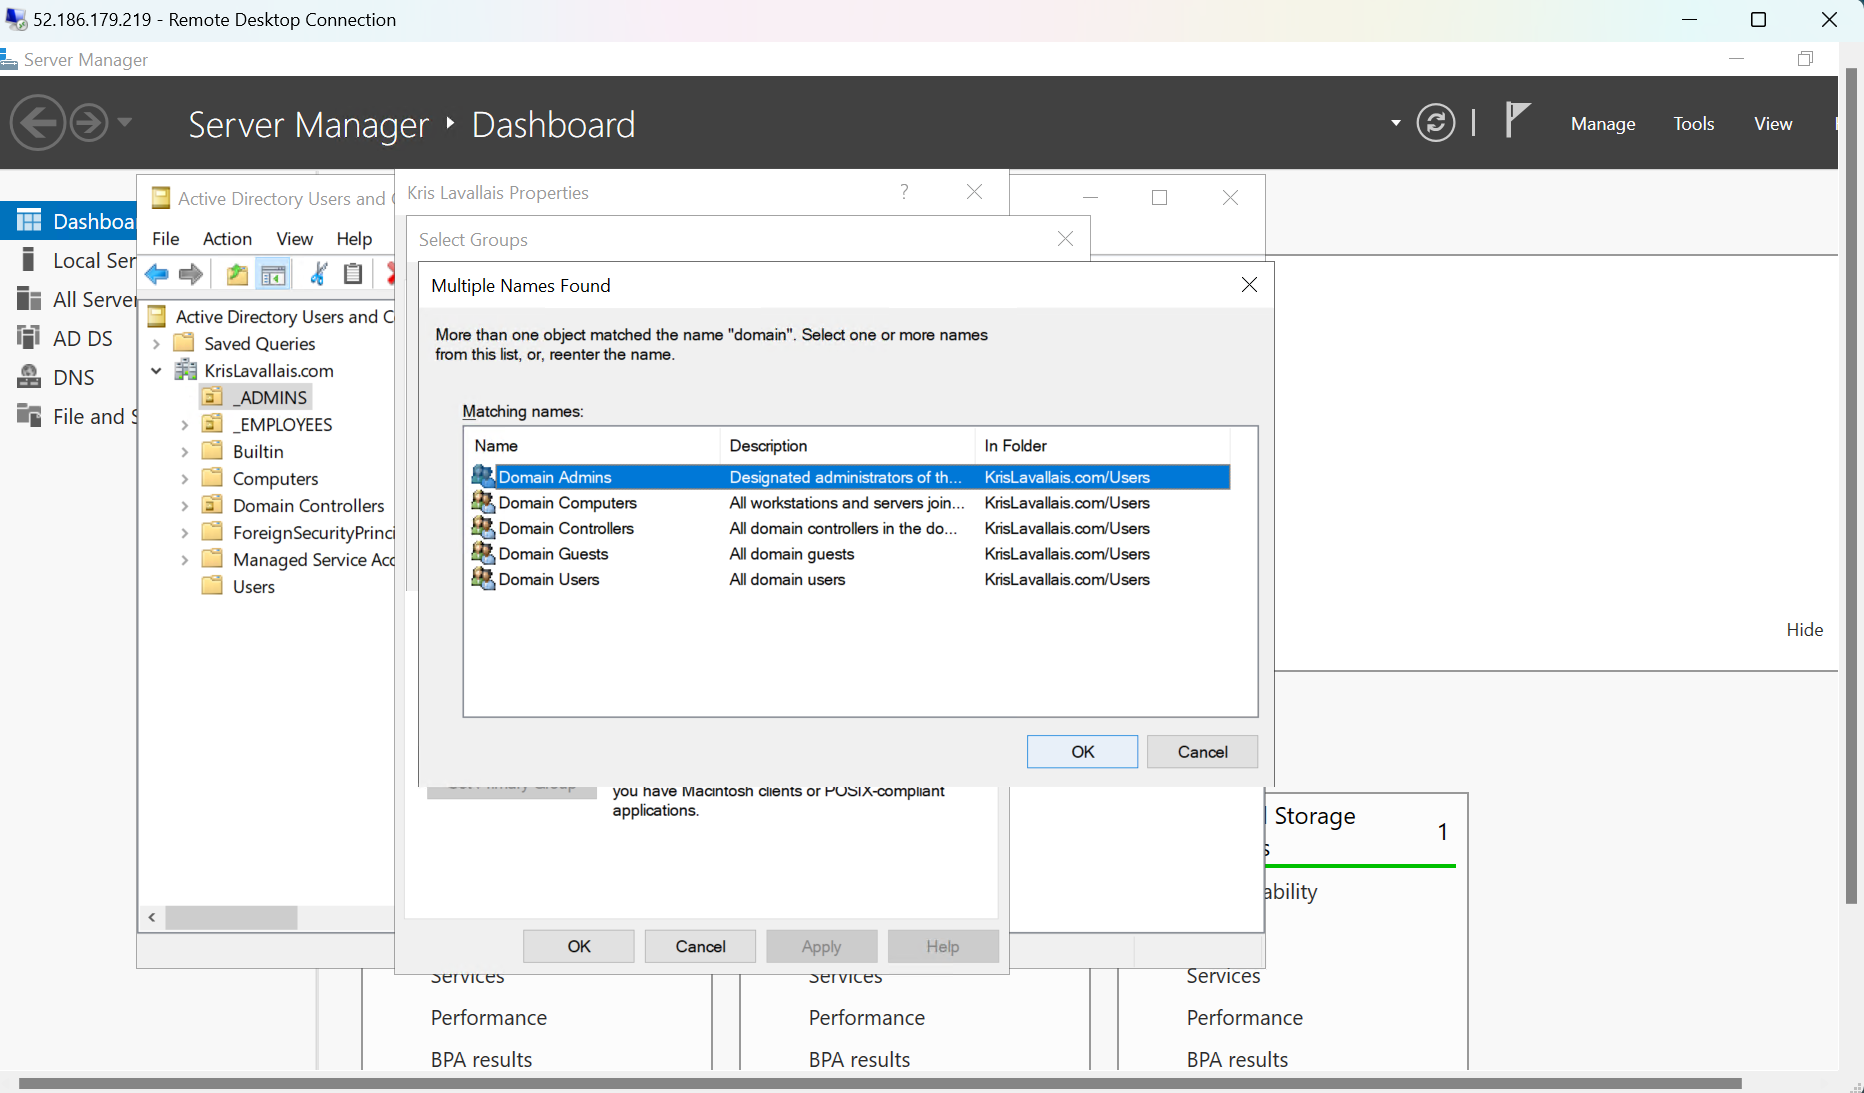 52.186.179.219 - Remote Desktop Connection
Server Manager
Server Manager Dashboard
Manage Tools View
Active Directory Users and
Kris Lavallais Properties ?
Dashboa
File Action View Help
Select Groups
Local Ser
All Server
AD DS
DNS
File and S
Active Directory Users and C
Saved Queries
KrisLavallais.com
_ADMINS
_EMPLOYEES
Builtin
Computers
Domain Controllers
ForeignSecurityPrinci
Managed Service Acc
Users
Multiple Names Found
More than one object matched the name "domain". Select one or more names
from this list, or, reenter the name.
Matching names:
Name Description In Folder
Domain Admins Designated administrators of th... KrisLavallais.com/Users
Domain Computers All workstations and servers join... KrisLavallais.com/Users
Domain Controllers All domain controllers in the do... KrisLavallais.com/Users
Domain Guests All domain guests KrisLavallais.com/Users
Domain Users All domain users KrisLavallais.com/Users
Hide
OK Cancel
you have Macintosh clients or POSIX-compliant
applications.
Storage 1
s
ability
OK Cancel Apply Help
Services Services Services
Performance Performance Performance
BPA results BPA results BPA results